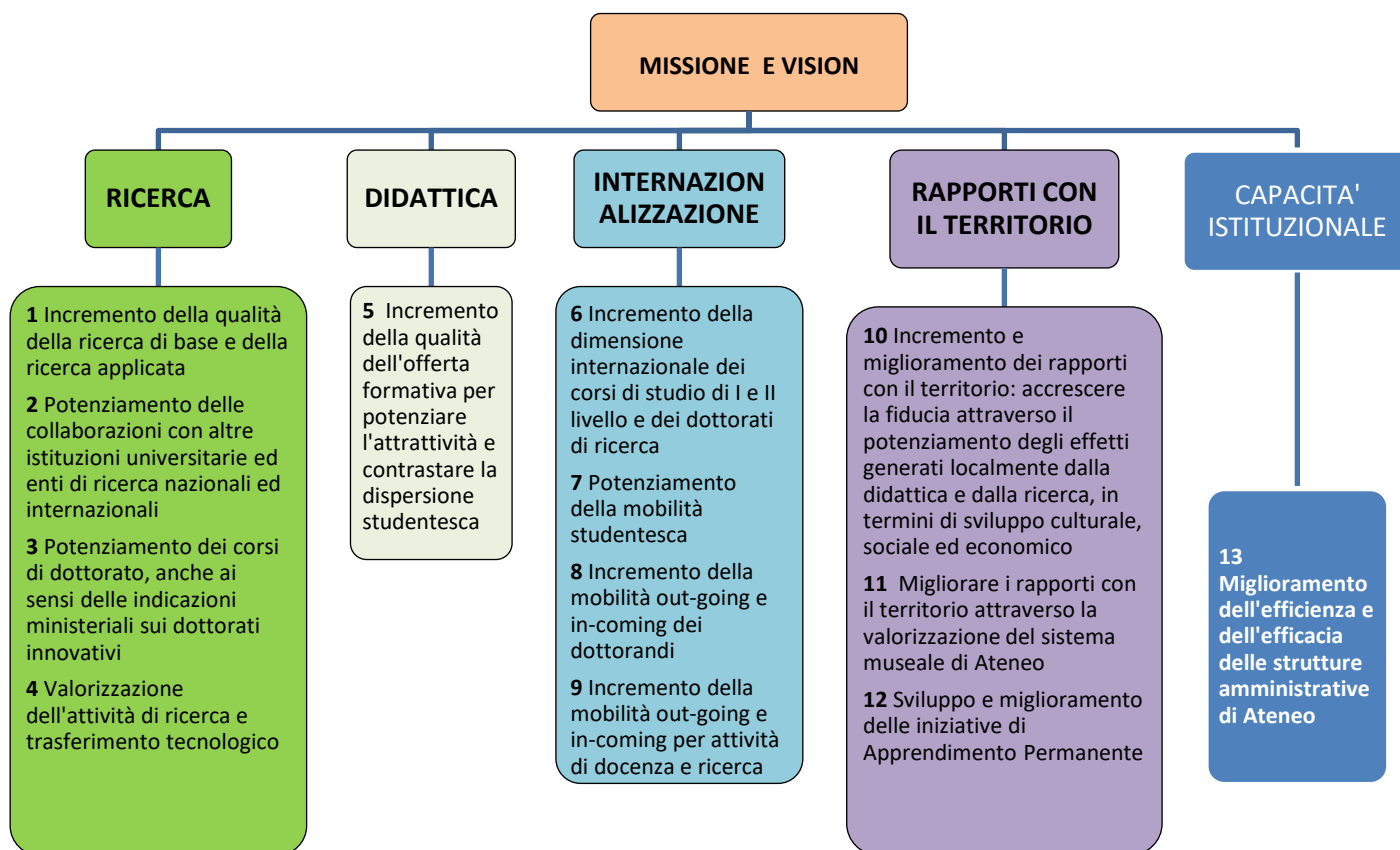 MISSIONE E VISION
RICERCA
1 Incremento della qualità
della ricerca di base e della
ricerca applicata
2 Potenziamento delle
collaborazioni con altre
istituzioni universitarie ed
enti di ricerca nazionali ed
internazionali
3 Potenziamento dei corsi
di dottorato, anche ai
sensi delle indicazioni
ministeriali sui dottorati
innovativi
4 Valorizzazione
dell'attività di ricerca e
trasferimento tecnologico
DIDATTICA
5 Incremento
della qualità
dell'offerta
formativa per
potenziare
l'attrattività e
contrastare la
dispersione
studentesca
INTERNAZION
ALIZZAZIONE
6 Incremento della
dimensione
internazionale dei
corsi di studio di I e II
livello e dei dottorati
di ricerca
7 Potenziamento
della mobilità
studentesca
8 Incremento della
mobilità out-going e
in-coming dei
dottorandi
9 Incremento della
mobilità out-going e
in-coming per attività
di docenza e ricerca
RAPPORTI CON
IL TERRITORIO
10 Incremento e
miglioramento dei rapporti
con il territorio: accrescere
la fiducia attraverso il
potenziamento degli effetti
generati localmente dalla
didattica e dalla ricerca, in
termini di sviluppo culturale,
sociale ed economico
11 Migliorare i rapporti con
il territorio attraverso la
valorizzazione del sistema
museale di Ateneo
12 Sviluppo e miglioramento
delle iniziative di
Apprendimento Permanente
CAPACITA'
ISTITUZIONALE
13
Miglioramento
dell'efficienza e
dell'efficacia
delle strutture
amministrative
di Ateneo